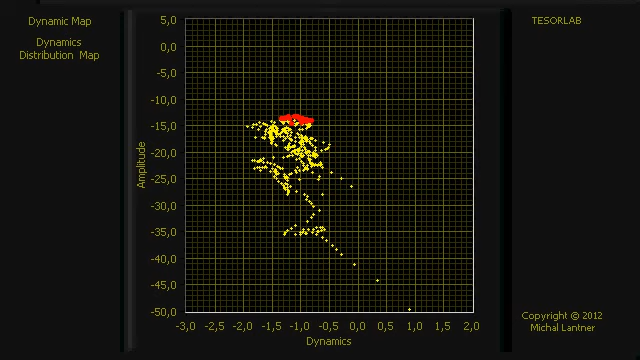 Dynamic Map
Dynamics
Distribution Map
TESORLAB
5,0
0,0
-5,0
-10,0
-15,0
-20,0
-25,0
-30,0
-35,0
-40,0
-45,0
-50,0
Amplitude
-3,0 -2,5 -2,0 -1,5 -1,0 -0,5 0,0 0,5 1,0 1,5 2,0
Dynamics
Copyright © 2012
Michal Lantner